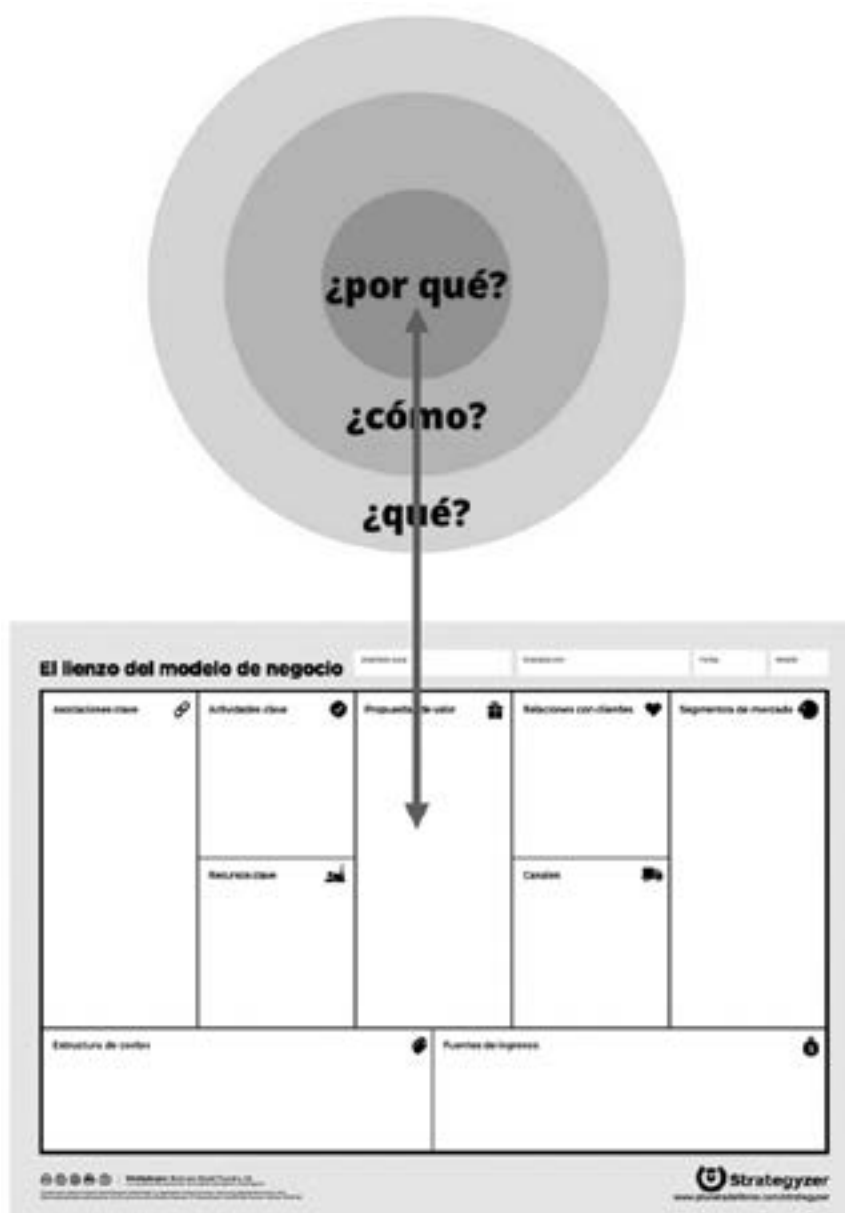 ¿por qué?
¿cómo?
¿qué?
El lienzo del modelo de negocio
Asociaciones clave
Actividades clave
Propuestas de valor
Relaciones con clientes
Segmentos de mercado
Recursos clave
Canales
Estructura de costes
Fuentes de ingresos
Strategyzer